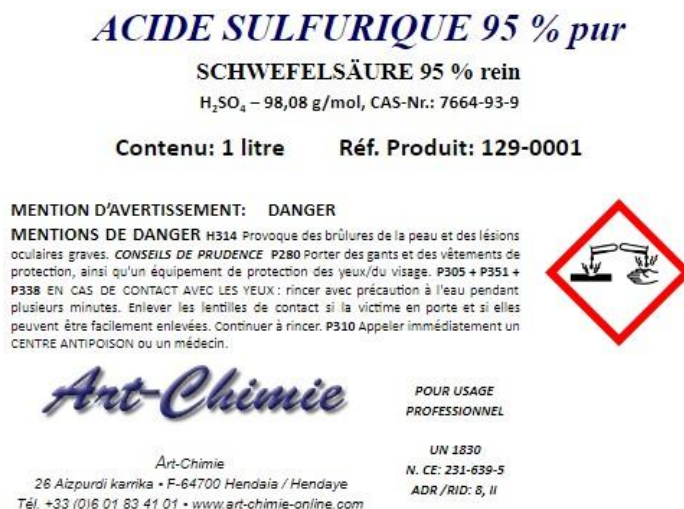 ACIDE SULFURIQUE 95 % pur
SCHWEFELSÄURE 95 % rein
H₂SO₄ – 98,08 g/mol, CAS-Nr.: 7664-93-9
Contenu: 1 litre Réf. Produit: 129-0001
MENTION D’AVERTISSEMENT: DANGER
MENTIONS DE DANGER H314 Provoque des brûlures de la peau et des lésions
oculaires graves. CONSEILS DE PRUDENCE P280 Porter des gants et des vêtements de
protection, ainsi qu'un équipement de protection des yeux/du visage. P305 + P351 +
P338 EN CAS DE CONTACT AVEC LES YEUX : rincer avec précaution à l'eau pendant
plusieurs minutes. Enlever les lentilles de contact si la victime en porte et si elles
peuvent être facilement enlevées. Continuer à rincer. P310 Appeler immédiatement un
CENTRE ANTIPOISON ou un médecin.
Art-Chimie
POUR USAGE
PROFESSIONNEL
Art-Chimie
26 Aizpurdi karrika • F-64700 Hendaia / Hendaye
Tél. +33 (0)6 01 83 41 01 • www.art-chimie-online.com
UN 1830
N. CE: 231-639-5
ADR /RID: 8, II